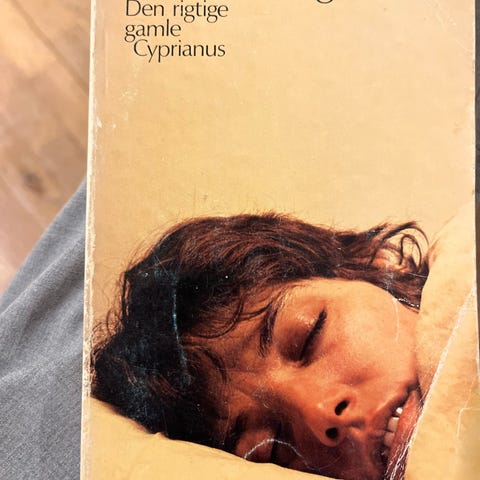 Den rigtige
gamle
Cyprianus